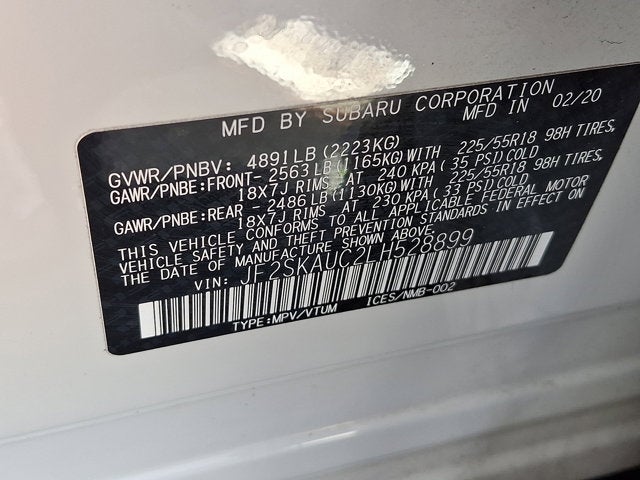 MFD BY SUBARU CORPORATION
MFD IN 02/20
GVWR/PNBV: 4891LB(2223KG)
GAWR/PNBE:FRONT- 2563LB(1165KG)WITH 225/55R18 98H TIRES,
18X7J RIMS AT 240 KPA (35 PSI)COLD
GAWR/PNBE:REAR - 2486LB(1130KG)WITH 225/55R18 98H TIRES,
18X7J RIMS, AT 230 KPA (33 PSI)COLD
THIS VEHICLE CONFORMS TO ALL APPLICABLE FEDERAL MOTOR
VEHICLE SAFETY AND THEFT PREVENTION STANDARDS IN EFFECT ON
THE DATE OF MANUFACTURE SHOWN ABOVE.
VIN: JF2SKAUC2LH528899
TYPE:MPV/VTUM ICES/NMB-002